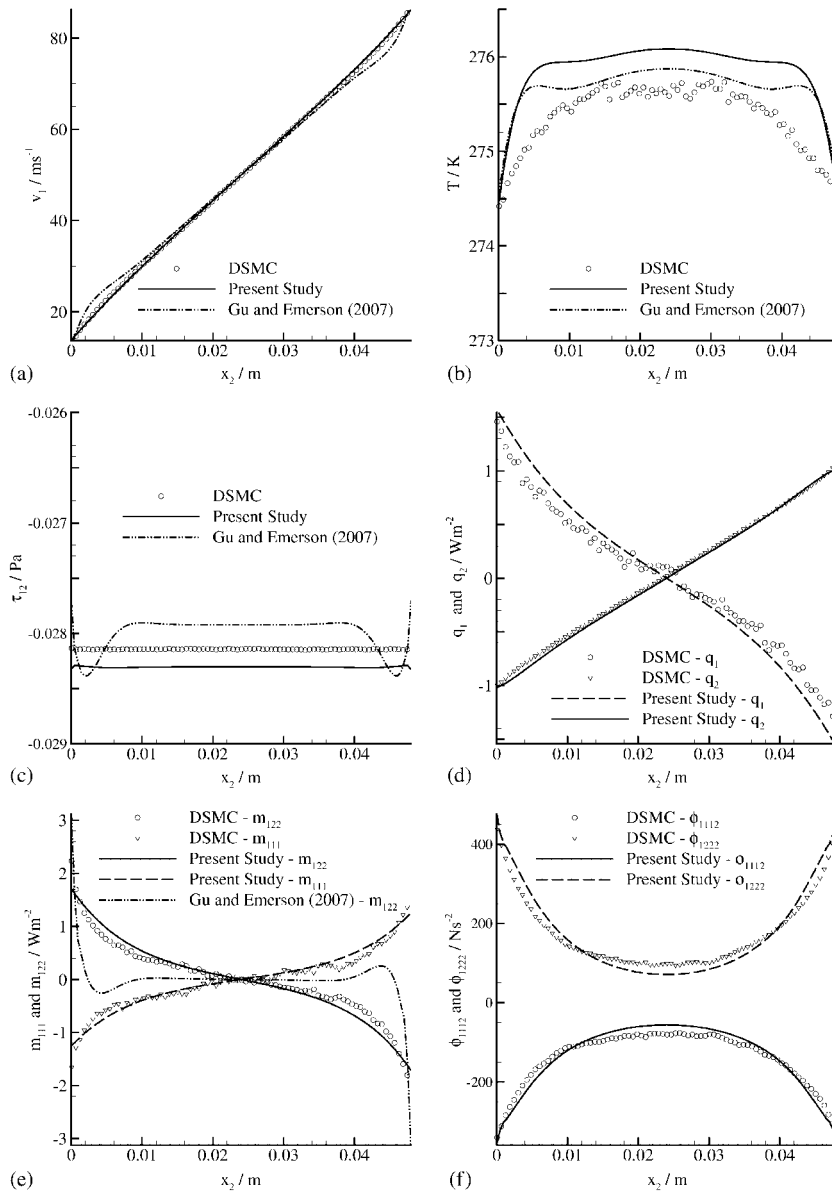 80
60
40
20
v1 / ms-1
DSMC
Present Study
Gu and Emerson (2007)
0 0.01 0.02 0.03 0.04
(a)
x2 / m
276
275
274
273
T / K
DSMC
Present Study
Gu and Emerson (2007)
0 0.01 0.02 0.03 0.04
(b)
x2 / m
-0.026
-0.027
-0.028
-0.029
τ12 / Pa
DSMC
Present Study
Gu and Emerson (2007)
0 0.01 0.02 0.03 0.04
(c)
x2 / m
1
0
-1
q1 and q2 / Wm-2
DSMC - q1
DSMC - q2
Present Study - q1
Present Study - q2
0 0.01 0.02 0.03 0.04
(d)
x2 / m
3
2
1
0
-1
-2
-3
m111 and m122 / Wm-2
DSMC - m122
DSMC - m111
Present Study - m122
Present Study - m111
Gu and Emerson (2007) - m122
0 0.01 0.02 0.03 0.04
(e)
x2 / m
400
200
0
-200
ϕ1112 and ϕ1222 / Ns-2
DSMC - ϕ1112
DSMC - ϕ1222
Present Study - o1112
Present Study - o1222
0 0.01 0.02 0.03 0.04
(f)
x2 / m